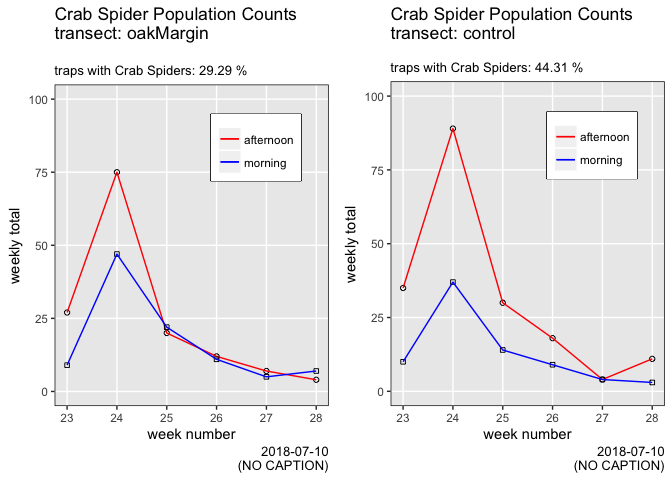 Crab Spider Population Counts
transect: oakMargin
traps with Crab Spiders: 29.29 %
100
75
50
25
0
weekly total
afternoon
morning
23 24 25 26 27 28
week number
2018-07-10
(NO CAPTION)
Crab Spider Population Counts
transect: control
traps with Crab Spiders: 44.31 %
100
75
50
25
0
weekly total
afternoon
morning
23 24 25 26 27 28
week number
2018-07-10
(NO CAPTION)